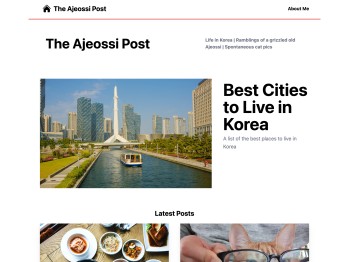 The Ajeossi Post
About Me
The Ajeossi Post
Life in Korea | Ramblings of a grizzled old
Ajeossi | Spontaneous cat pics
Best Cities
to Live in
Korea
A list of the best places to live in
Korea
Latest Posts